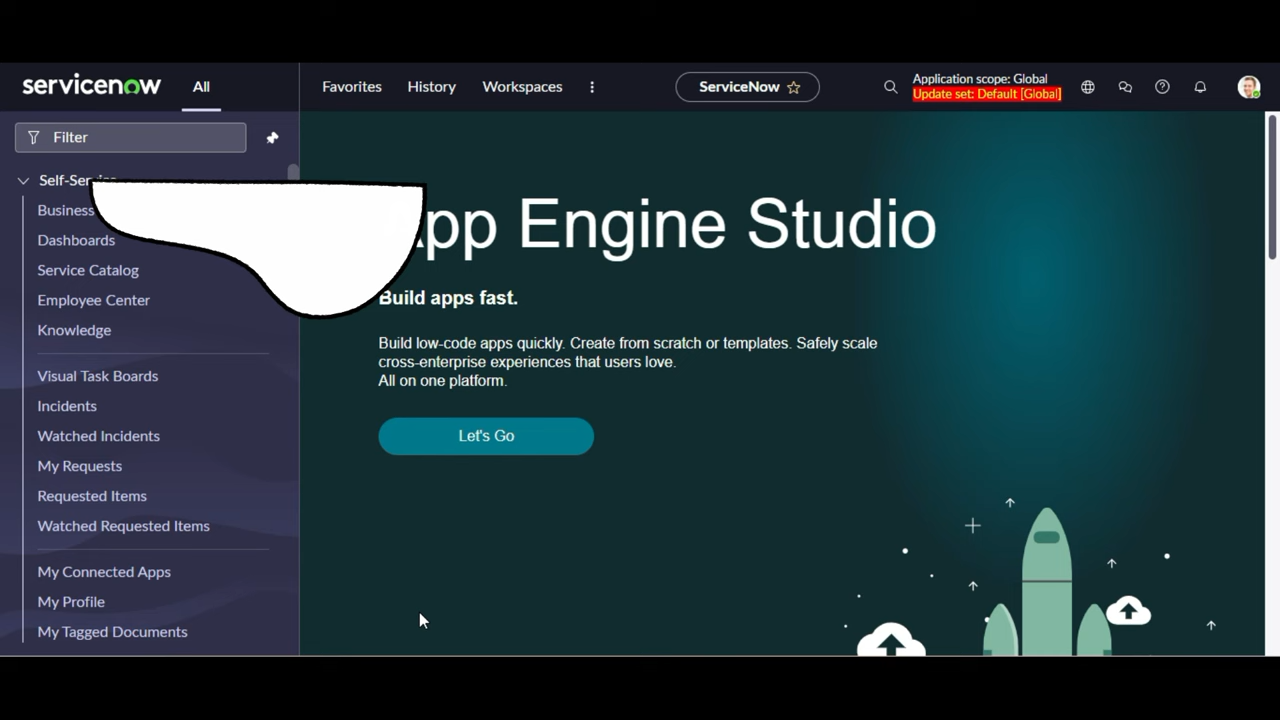 servicenow
All
Favorites
History
Workspaces
ServiceNow
Application scope: Global
Update set: Default [Global]
Filter
Business
Dashboards
Service Catalog
Employee Center
Knowledge
Visual Task Boards
Incidents
Watched Incidents
My Requests
Requested Items
Watched Requested Items
My Connected Apps
My Profile
My Tagged Documents
App Engine Studio
Build apps fast.
Build low-code apps quickly. Create from scratch or templates. Safely scale
cross-enterprise experiences that users love.
All on one platform.
Let's Go